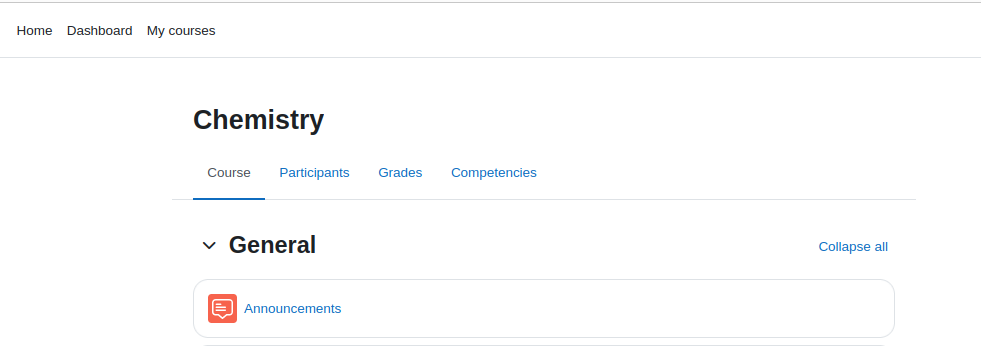 Home Dashboard My courses
Chemistry
Course Participants Grades Competencies
General Collapse all
Announcements